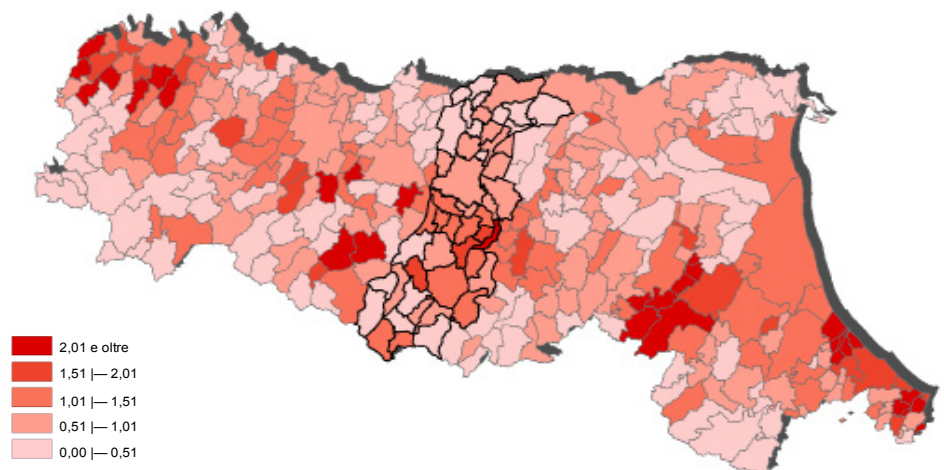 2,01 e oltre
1,51 |— 2,01
1,01 |— 1,51
0,51 |— 1,01
0,00 |— 0,51